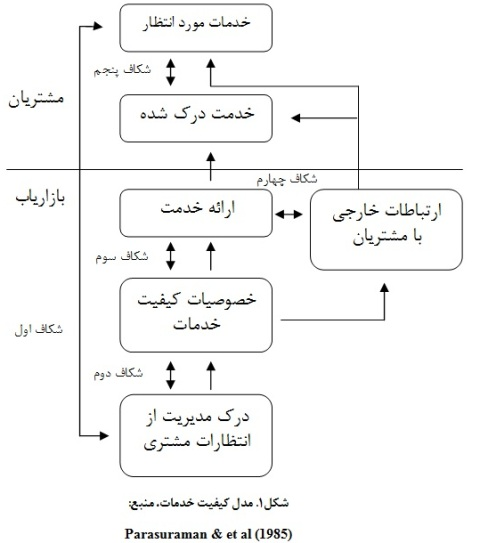 خدمات مورد انتظار
شکاف پنجم
مشتریان
خدمت درک شده
شکاف چهارم
بازاریاب
ارائه خدمت
ارتباطات خارجی
با مشتریان
شکاف سوم
خصوصیات کیفیت
خدمات
شکاف اول
شکاف دوم
درک مدیریت از
انتظارات مشتری
شکل۱. مدل کیفیت خدمات، منبع:
Parasuraman & et al (1985)